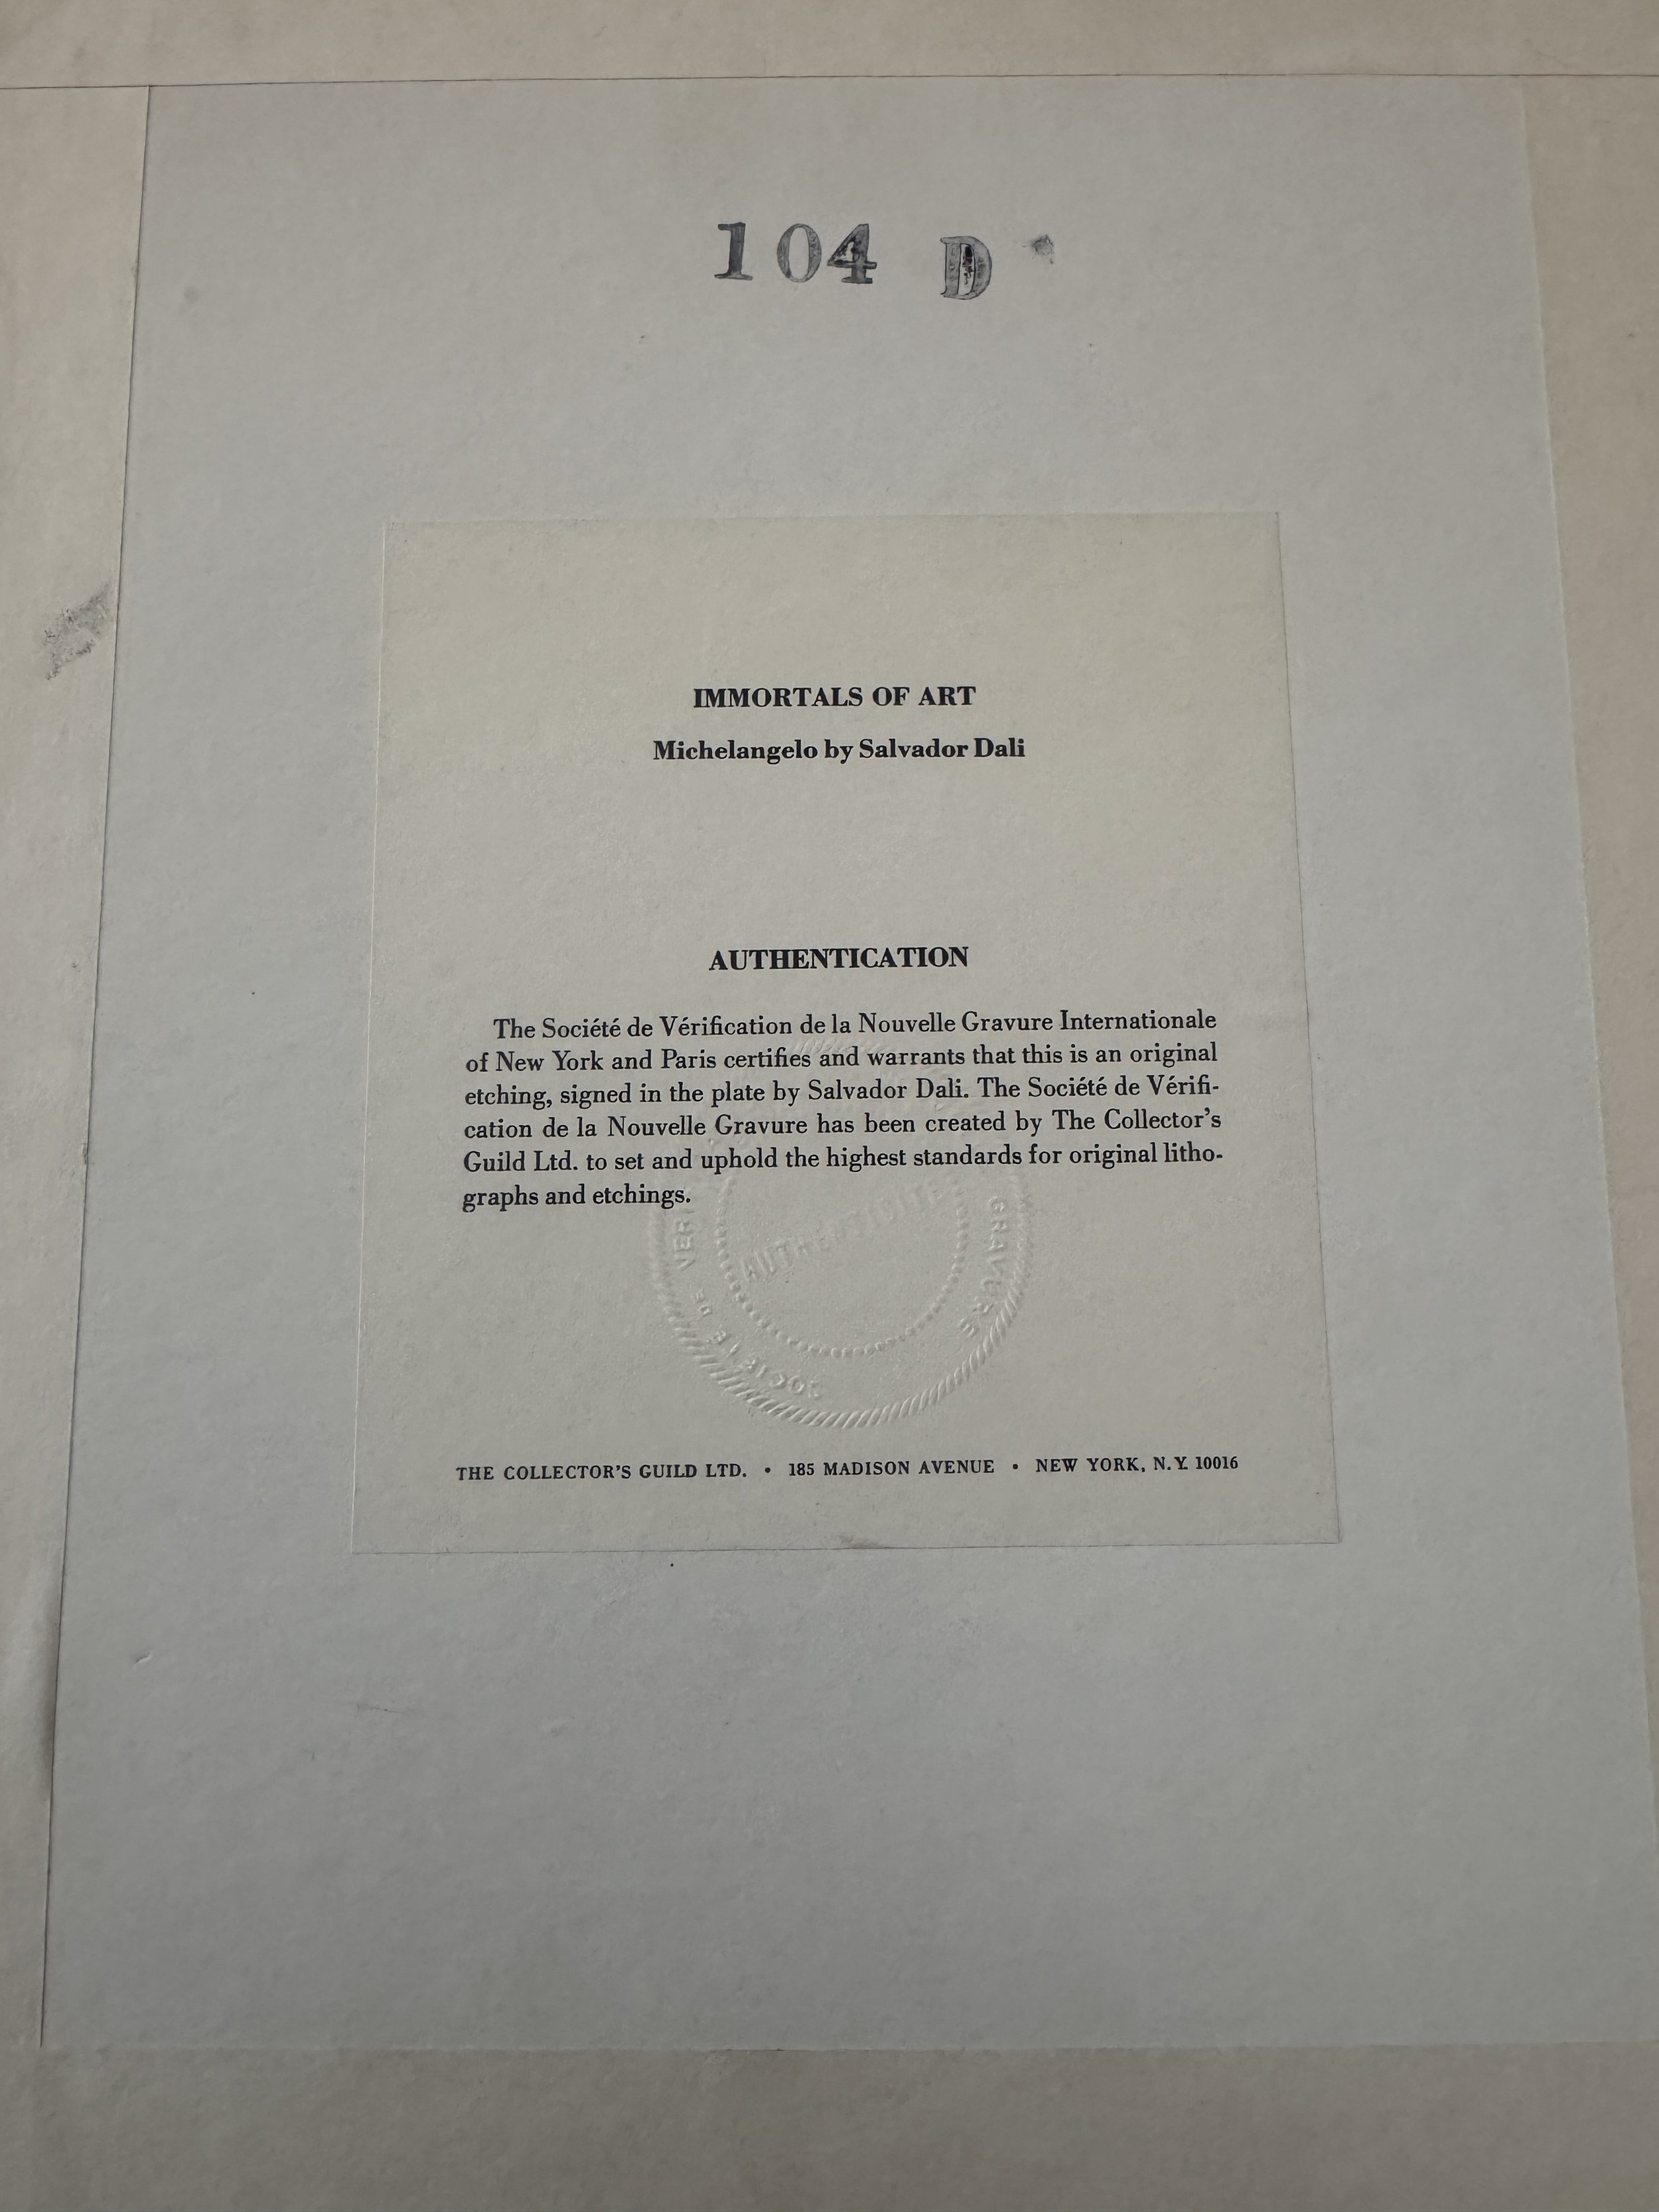 104 D
IMMORTALS OF ART
Michelangelo by Salvador Dali
AUTHENTICATION
The Société de Vérification de la Nouvelle Gravure Internationale
of New York and Paris certifies and warrants that this is an original
etching, signed in the plate by Salvador Dali. The Société de Vérifi-
cation de la Nouvelle Gravure has been created by The Collector's
Guild Ltd. to set and uphold the highest standards for original litho-
graphs and etchings.
GRAVURE
SOCIÉTÉ DE
THE COLLECTOR'S GUILD LTD. • 185 MADISON AVENUE • NEW YORK, N.Y. 10016